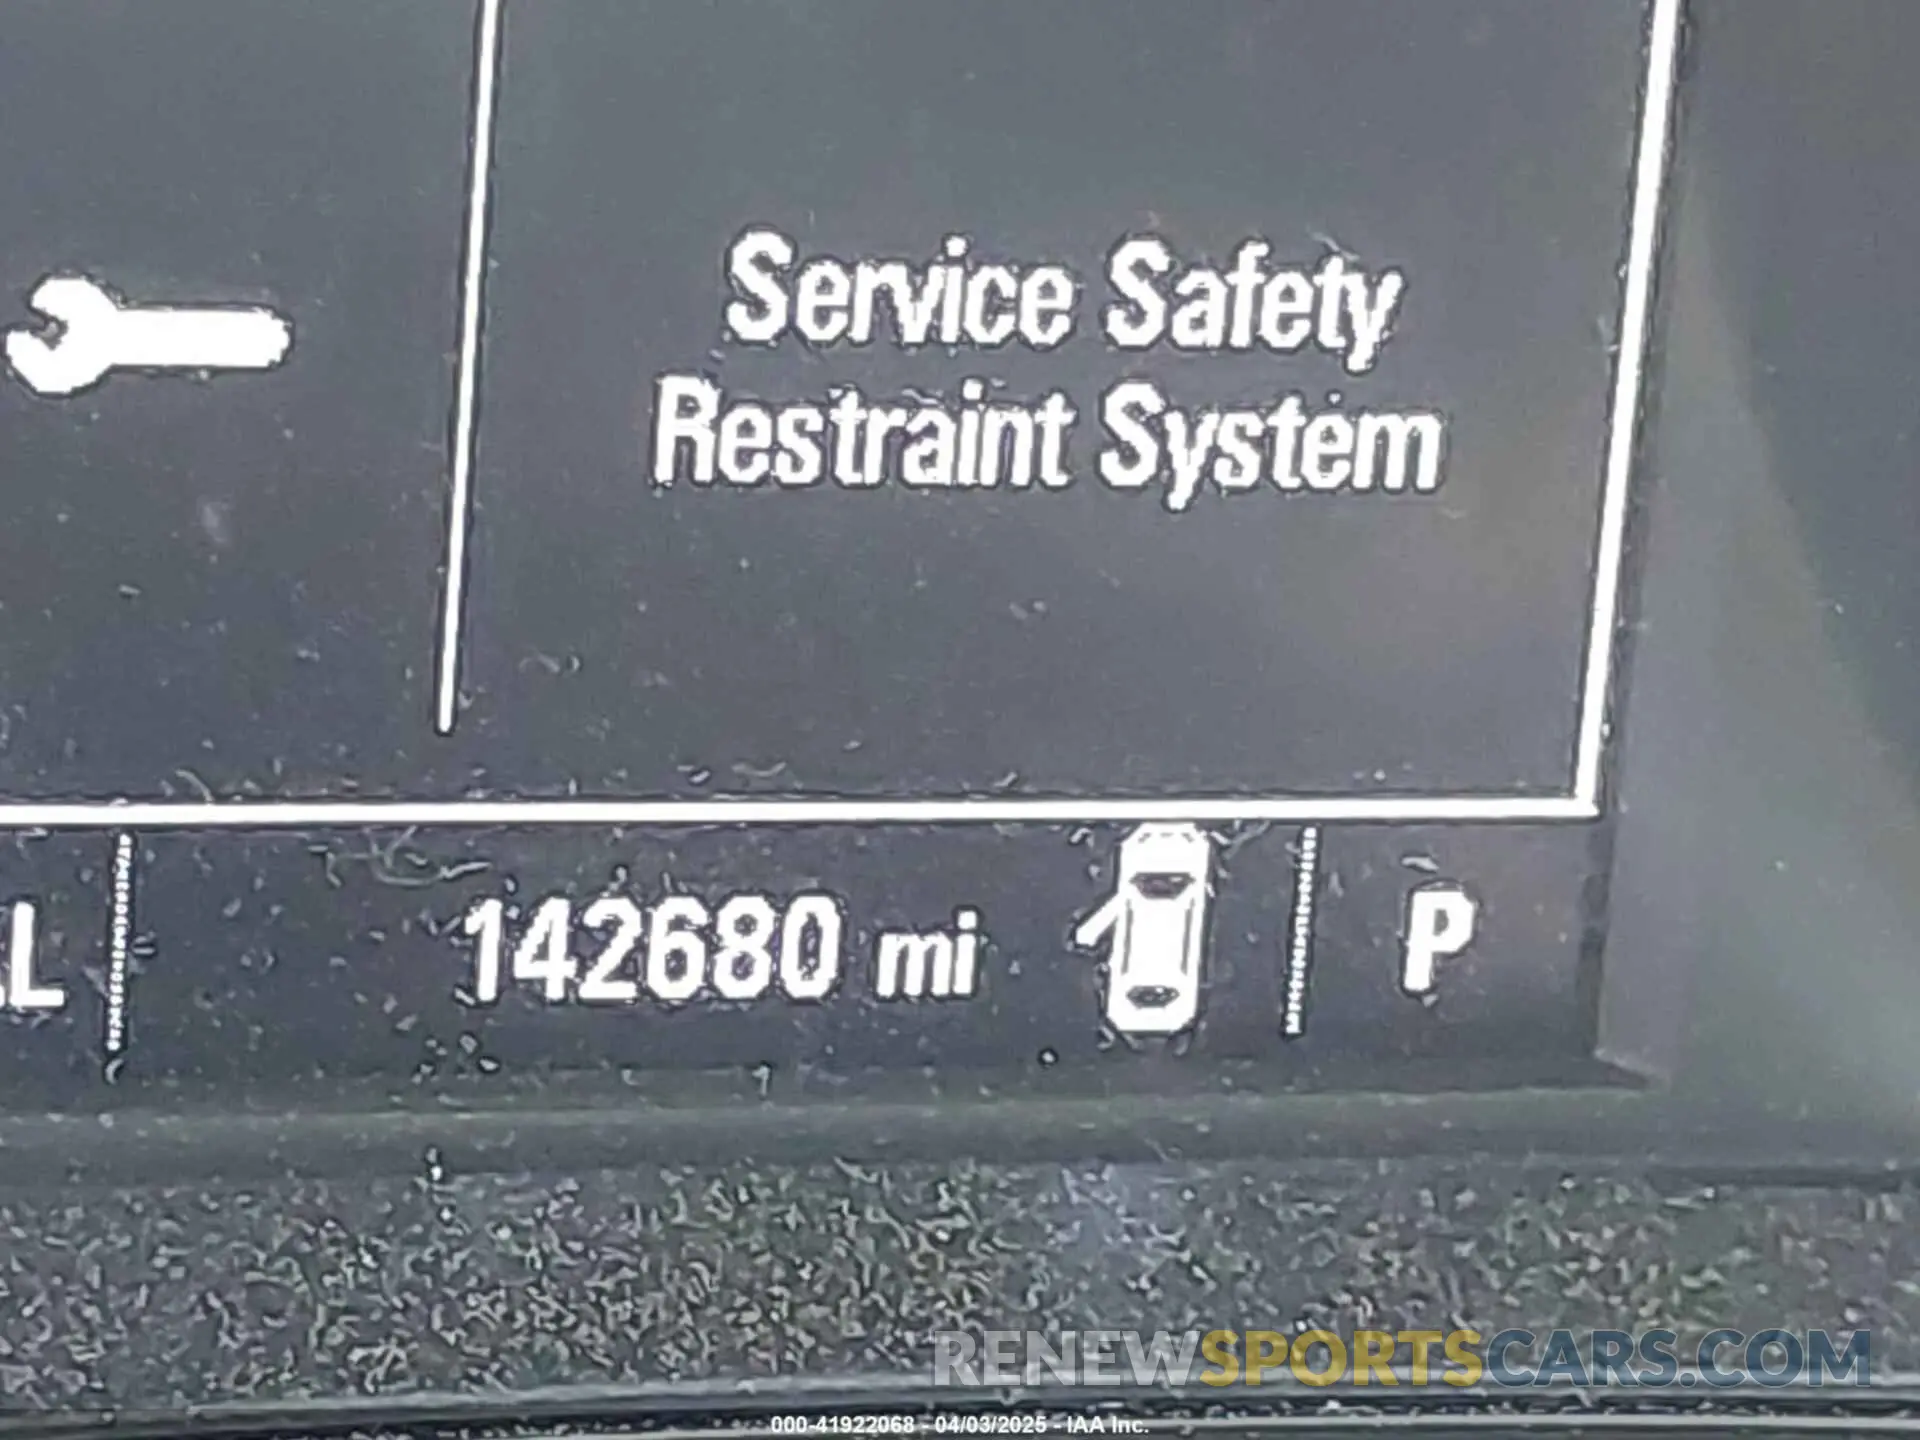 Service Safety
Restraint System
L 142680 mi P
RENEWSPORTSCARS.COM
000-41922068 - 04/03/2025 - IAA Inc.